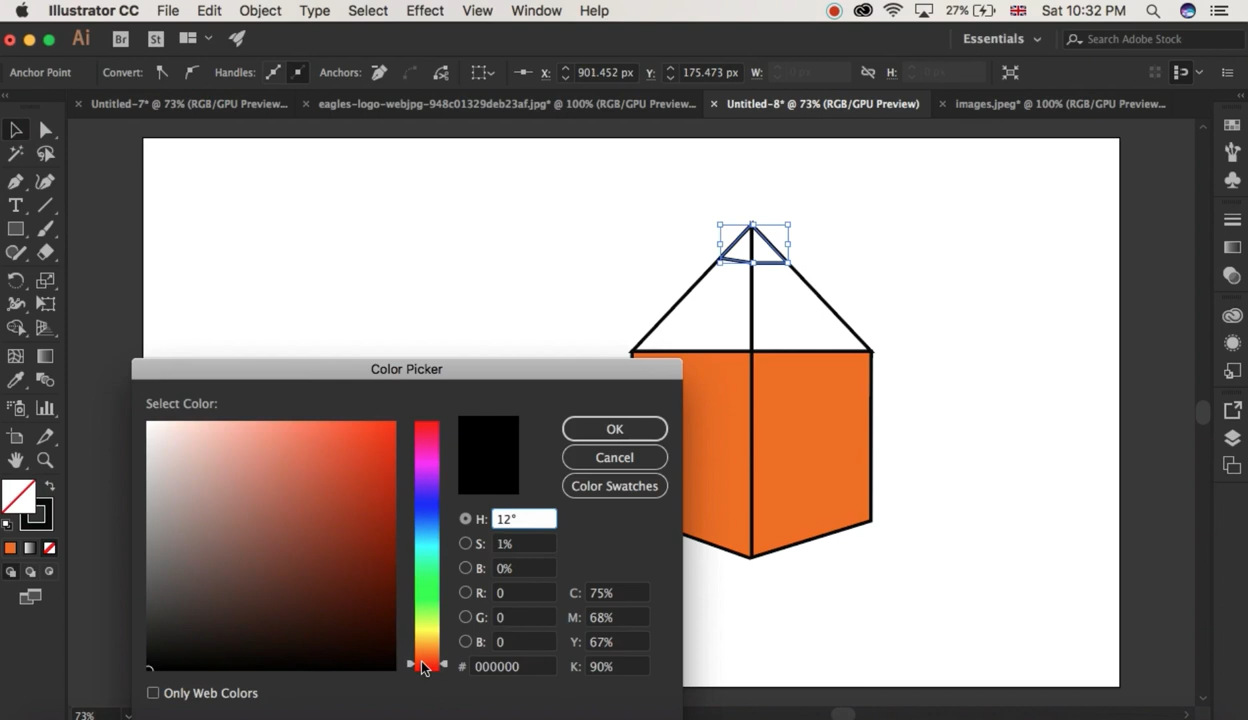 Illustrator CC File Edit Object Type Select Effect View Window Help 27% Sat 10:32 PM
Ai Br St Essentials Search Adobe Stock
Anchor Point Convert: Handles: Anchors: X: 901.452 px Y: 175.473 px W: 0 px H: 0 px
× Untitled-7* @ 73% (RGB/GPU Preview... × eagles-logo-webjpg-948c01329deb23af.jpg* @ 100% (RGB/GPU Preview... × Untitled-8* @ 73% (RGB/GPU Preview) × images.jpeg* @ 100% (RGB/GPU Preview...
T
Color Picker
Select Color:
OK
Cancel
Color Swatches
H: 12°
S: 1%
B: 0%
R: 0 C: 75%
G: 0 M: 68%
B: 0 Y: 67%
# 000000 K: 90%
Only Web Colors
73%